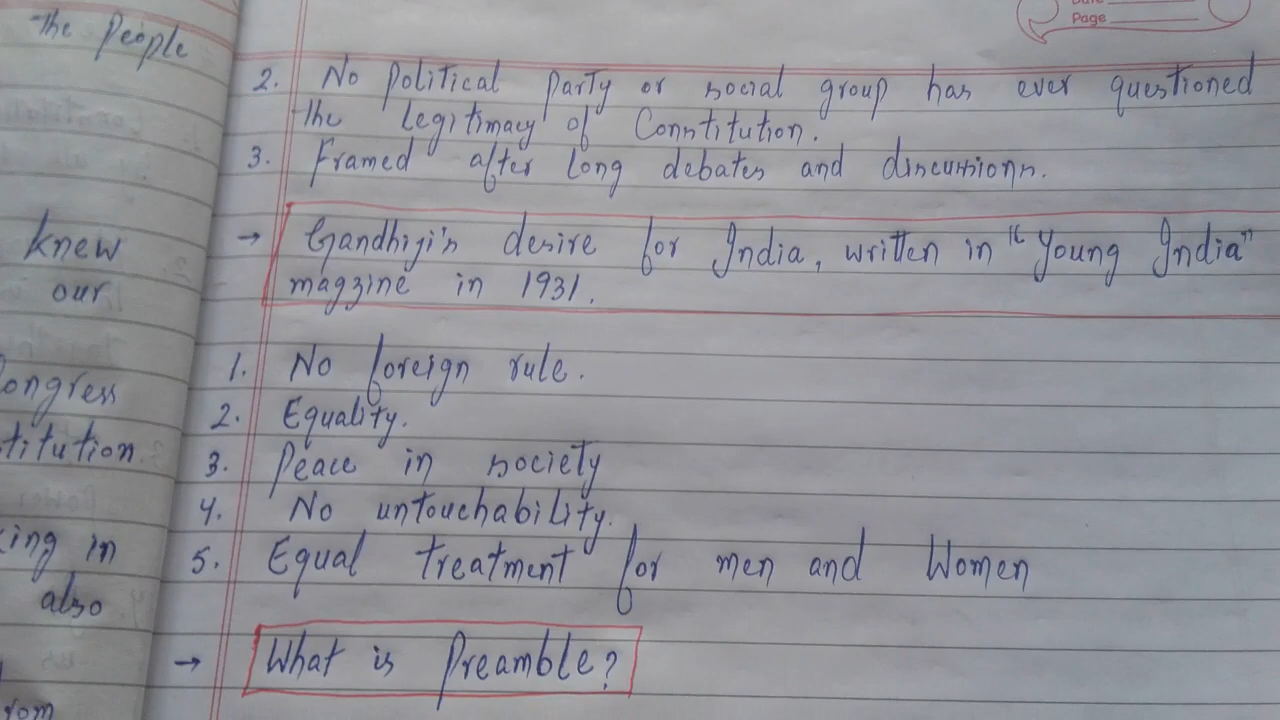 The People
knew
our
ongress
titution.
ing in
also
rom
Page
2. No political party or social group has ever questioned
the legitimacy of Constitution.
3. Framed after long debates and discussions.
→ Gandhiji's desire for India, written in "Young India"
magzine in 1931.
1. No foreign rule.
2. Equality.
3. Peace in society
4. No untouchability.
5. Equal treatment for men and Women
→ What is Preamble?